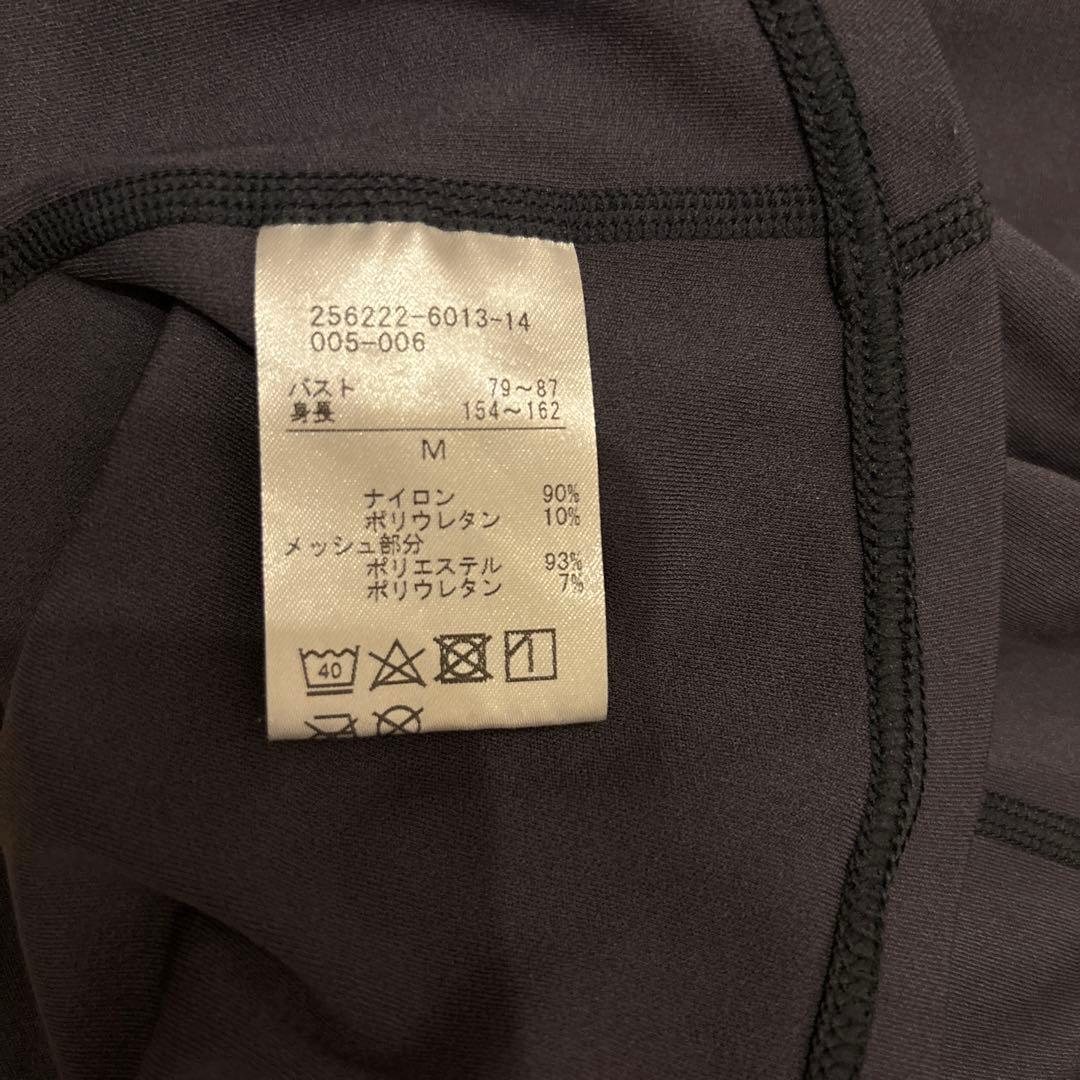 256222-6013-14
005-006
バスト 79～87
身長 154～162
M
ナイロン 90%
ポリウレタン 10%
メッシュ部分
ポリエステル 93%
ポリウレタン 7%
40